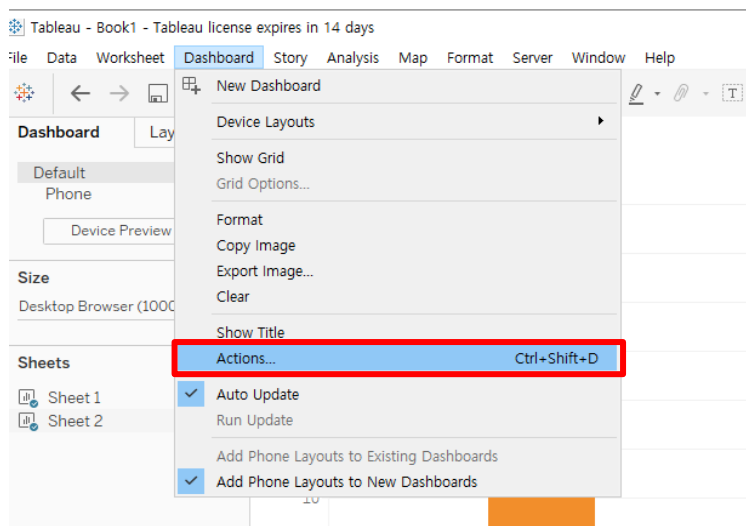 Tableau - Book1 - Tableau license expires in 14 days
File Data Worksheet Dashboard Story Analysis Map Format Server Window Help
New Dashboard
Device Layouts
Show Grid
Grid Options...
Format
Copy Image
Export Image...
Clear
Show Title
Actions... Ctrl+Shift+D
Auto Update
Run Update
Add Phone Layouts to Existing Dashboards
Add Phone Layouts to New Dashboards
T
Dashboard Lay
Default
Phone
Device Preview
Size
Desktop Browser (1000
Sheets
Sheet 1
Sheet 2
10